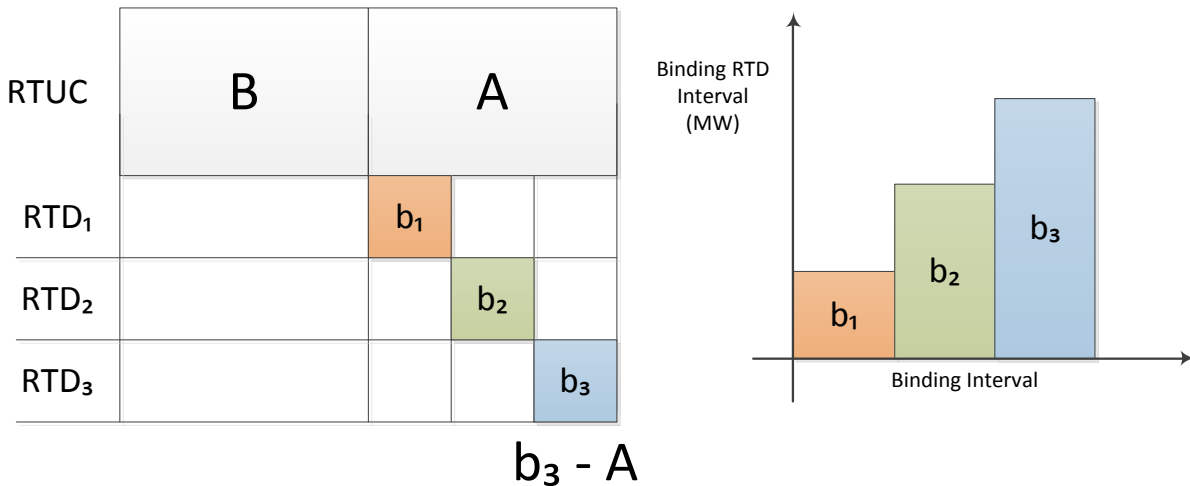 RTUC
B
A
RTD₁
b₁
RTD₂
b₂
RTD₃
b₃
b₃ - A
Binding RTD
Interval
(MW)
b₁
b₂
b₃
Binding Interval